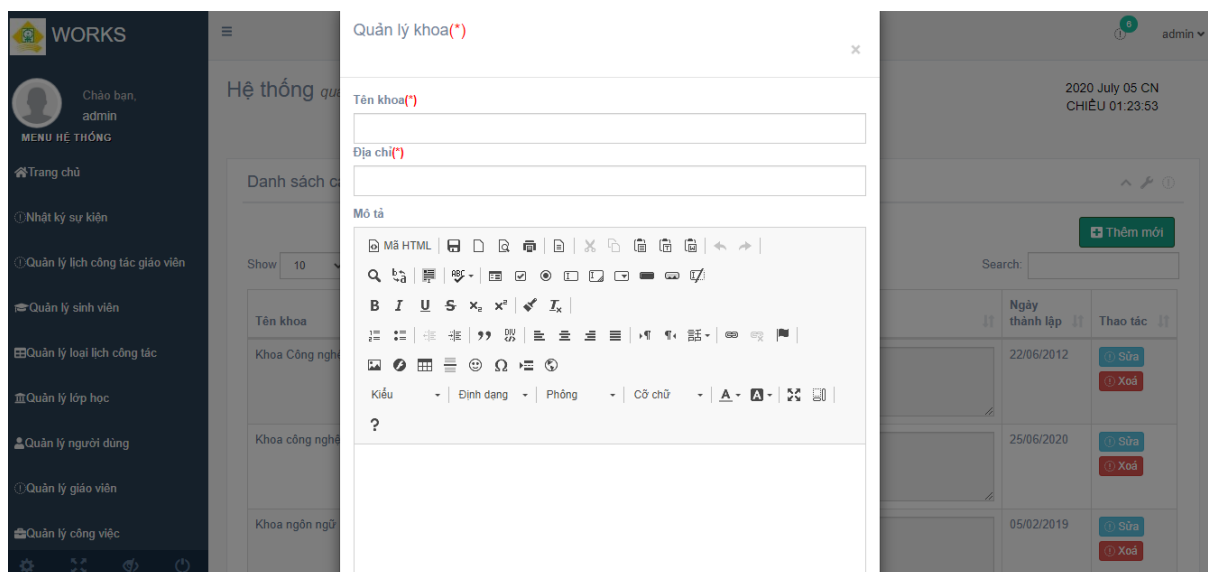 WORKS
Chào bạn,
admin
MENU HỆ THỐNG
Trang chủ
Nhật ký sự kiện
Quản lý lịch công tác giáo viên
Quản lý sinh viên
Quản lý loại lịch công tác
Quản lý lớp học
Quản lý người dùng
Quản lý giáo viên
Quản lý công việc
6
admin
Hệ thống
2020 July 05 CN
CHIỀU 01:23:53
Thêm mới
Show 10
Search:
Tên khoa
Ngày
thành lập
Thao tác
Khoa Công nghệ
22/06/2012
Sửa
Xoá
Khoa công nghệ
25/06/2020
Sửa
Xoá
Khoa ngôn ngữ
05/02/2019
Sửa
Xoá
Quản lý khoa(*)
×
Tên khoa(*)
Địa chỉ(*)
Mô tả
Mã HTML
Kiểu
Định dạng
Phông
Cỡ chữ
?